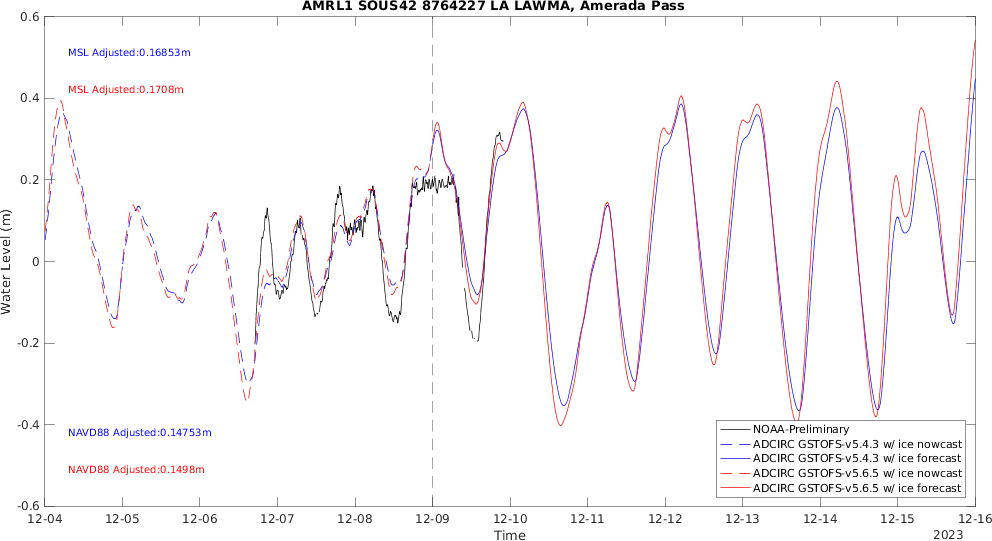 AMRL1 SOUS42 8764227 LA LAWMA, Amerada Pass
0.6
0.4
0.2
0
-0.2
-0.4
-0.6
Water Level (m)
MSL Adjusted:0.16853m
MSL Adjusted:0.1708m
NAVD88 Adjusted:0.14753m
NAVD88 Adjusted:0.1498m
NOAA-Preliminary
ADCIRC GSTOFS-v5.4.3 w/ ice nowcast
ADCIRC GSTOFS-v5.4.3 w/ ice forecast
ADCIRC GSTOFS-v5.6.5 w/ ice nowcast
ADCIRC GSTOFS-v5.6.5 w/ ice forecast
12-04 12-05 12-06 12-07 12-08 12-09 12-10 12-11 12-12 12-13 12-14 12-15 12-16
Time
2023